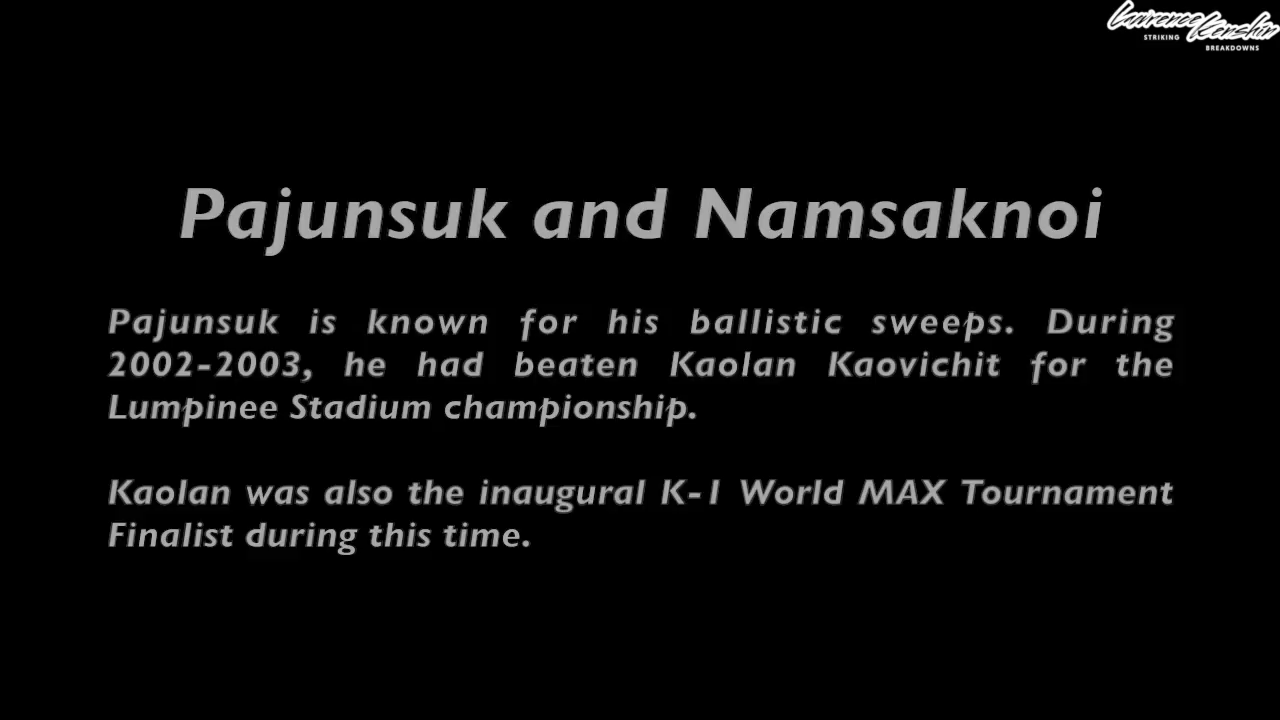 Lawrence Kenshin
STRIKING
BREAKDOWNS
Pajunsuk and Namsaknoi
Pajunsuk is known for his ballistic sweeps. During
2002-2003, he had beaten Kaolan Kaovichit for the
Lumpinee Stadium championship.
Kaolan was also the inaugural K-1 World MAX Tournament
Finalist during this time.